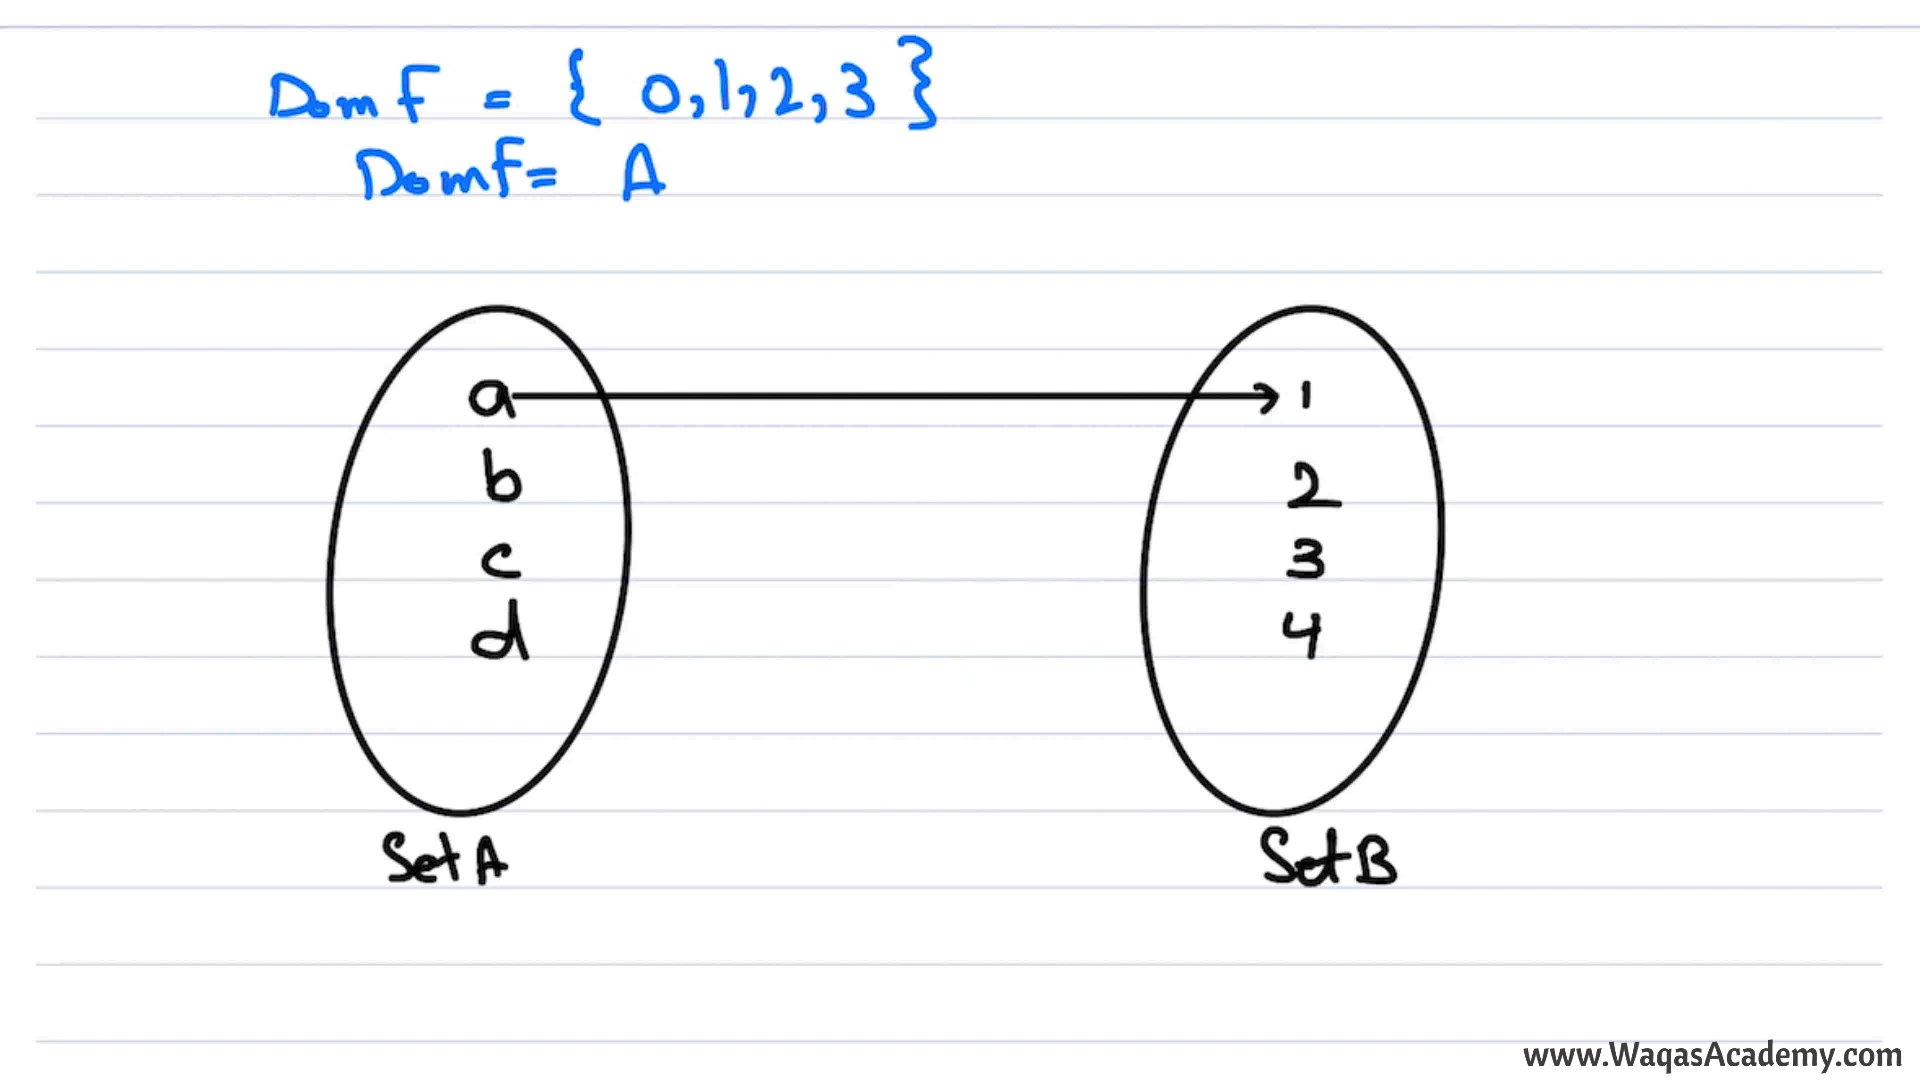 Dom F = { 0,1,2,3 }
Dom F = A
a 1
b 2
c 3
d 4
Set A Set B
www.WaqasAcademy.com